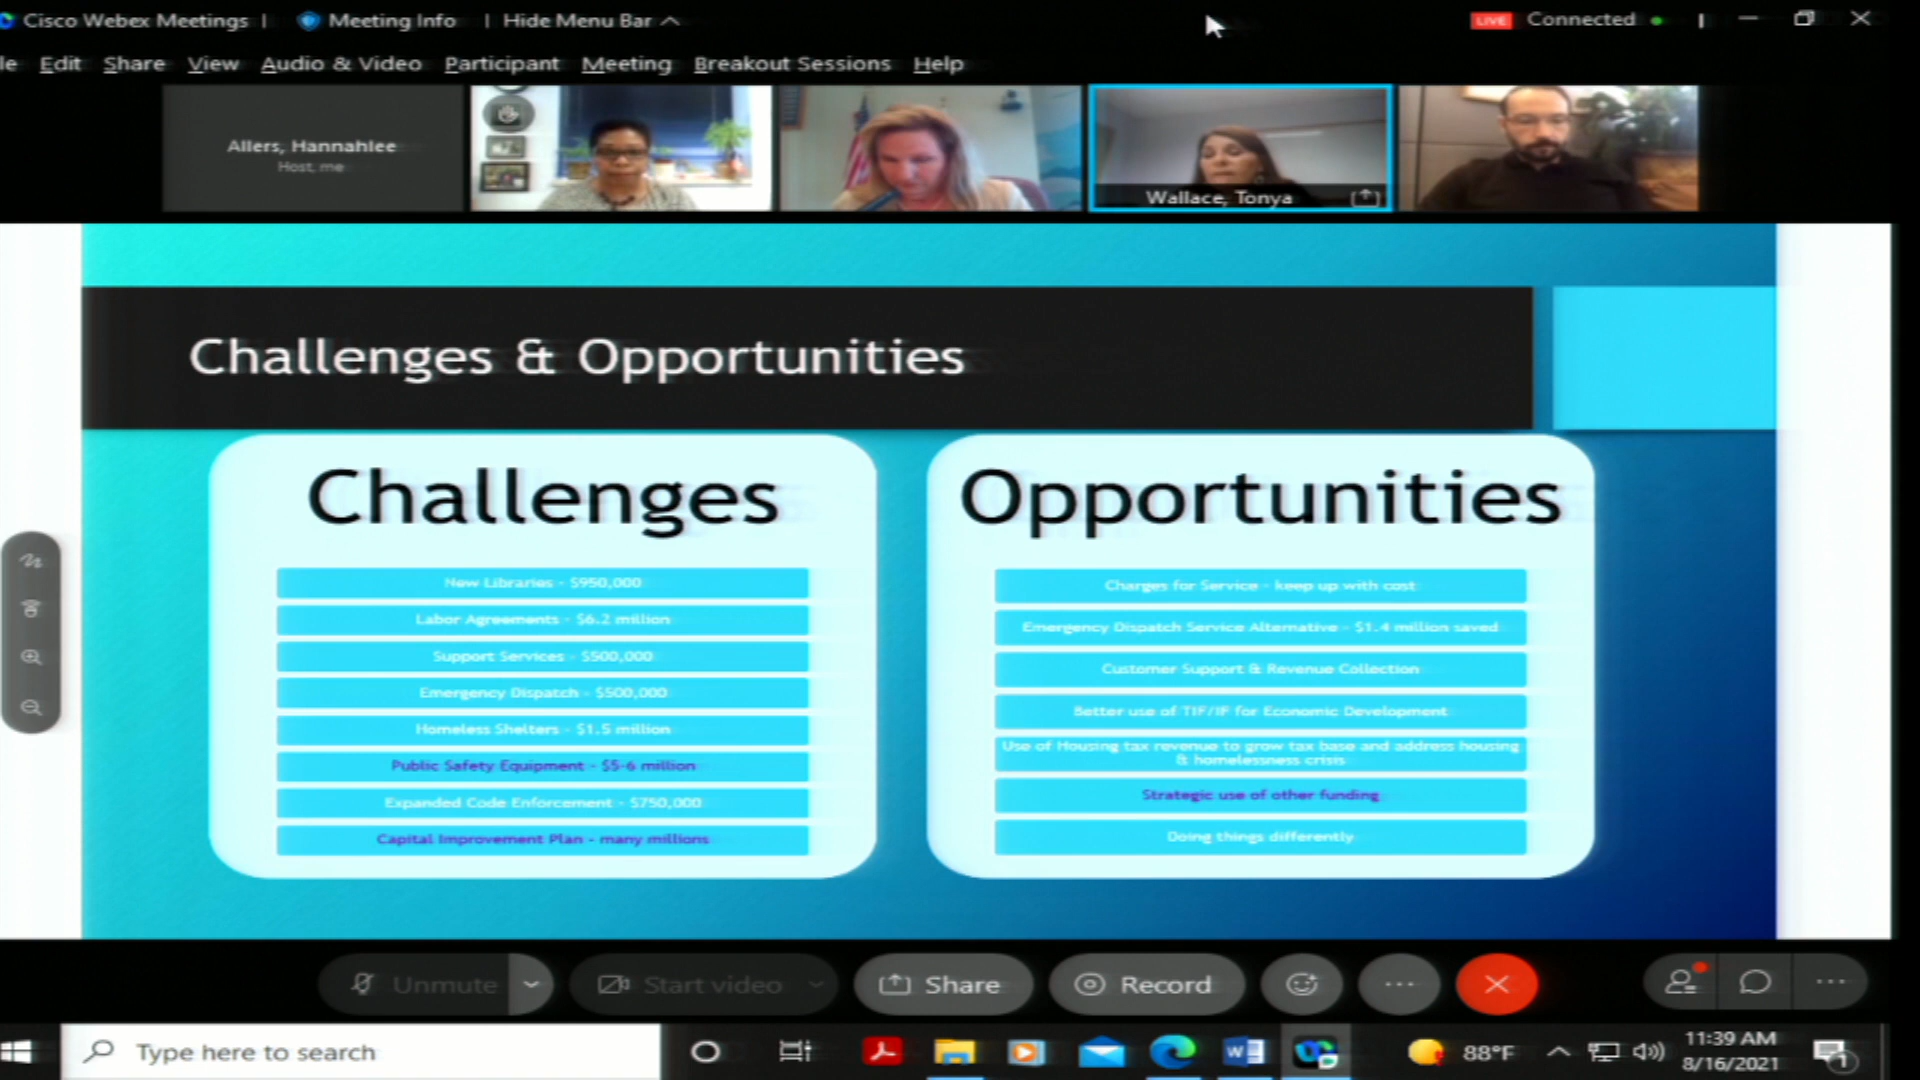 Cisco Webex Meetings
Meeting Info
Hide Menu Bar
LIVE
Connected
le Edit Share View Audio & Video Participant Meeting Breakout Sessions Help
Allers, Hannahlee
Host, me
Wallace, Tonya
Challenges & Opportunities
Challenges
New Libraries - $950,000
Labor Agreements - $6.2 million
Support Services - $500,000
Emergency Dispatch - $500,000
Homeless Shelters - $1.5 million
Public Safety Equipment - $5-6 million
Expanded Code Enforcement - $750,000
Capital Improvement Plan - many millions
Opportunities
Charges for Service - keep up with cost
Emergency Dispatch Service Alternative - $1.4 million saved
Customer Support & Revenue Collection
Better use of TIF/IF for Economic Development
Use of Housing tax revenue to grow tax base and address housing
& homelessness crisis
Strategic use of other funding
Doing things differently
Unmute
Start video
Share
Record
Type here to search
88°F
11:39 AM
8/16/2021
1